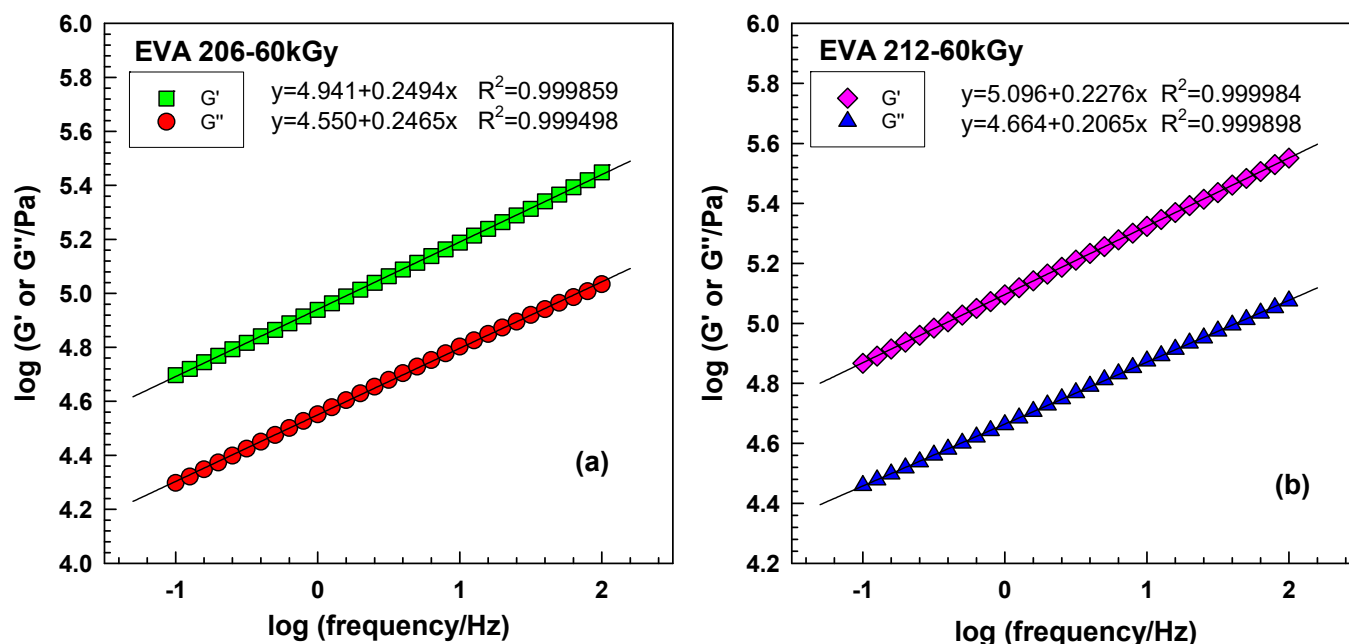 EVA 206-60kGy
G' y=4.941+0.2494x R²=0.999859
G'' y=4.550+0.2465x R²=0.999498
6.0
5.8
5.6
5.4
5.2
5.0
4.8
4.6
4.4
4.2
4.0
log (G' or G''/Pa)
(a)
-1 0 1 2
log (frequency/Hz)
EVA 212-60kGy
G' y=5.096+0.2276x R²=0.999984
G'' y=4.664+0.2065x R²=0.999898
6.0
5.8
5.6
5.4
5.2
5.0
4.8
4.6
4.4
4.2
log (G' or G''/Pa)
(b)
-1 0 1 2
log (frequency/Hz)